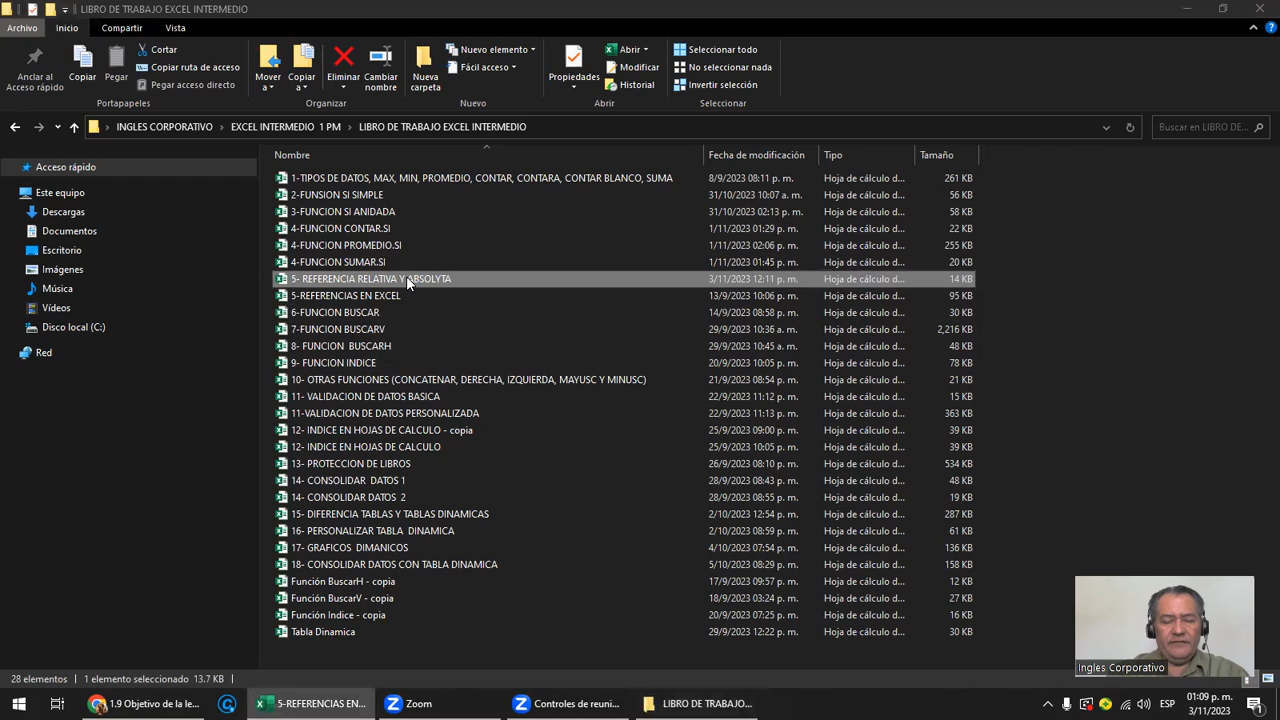 LIBRO DE TRABAJO EXCEL INTERMEDIO
Archivo Inicio Compartir Vista
Anclar al Acceso rápido
Copiar
Pegar
Cortar
Copiar ruta de acceso
Pegar acceso directo
Portapapeles
Mover a
Copiar a
Eliminar
Cambiar nombre
Organizar
Nueva carpeta
Nuevo elemento
Fácil acceso
Nuevo
Propiedades
Abrir
Modificar
Historial
Abrir
Seleccionar todo
No seleccionar nada
Invertir selección
Seleccionar
INGLES CORPORATIVO > EXCEL INTERMEDIO 1 PM > LIBRO DE TRABAJO EXCEL INTERMEDIO
Buscar en LIBRO DE...
Acceso rápido
Este equipo
Descargas
Documentos
Escritorio
Imágenes
Música
Vídeos
Disco local (C:)
Red
Nombre Fecha de modificación Tipo Tamaño
1-TIPOS DE DATOS, MAX, MIN, PROMEDIO, CONTAR, CONTARA, CONTAR BLANCO, SUMA 8/9/2023 08:11 p. m. Hoja de cálculo d... 261 KB
2-FUNSION SI SIMPLE 31/10/2023 10:07 a. m. Hoja de cálculo d... 56 KB
3-FUNCION SI ANIDADA 31/10/2023 02:13 p. m. Hoja de cálculo d... 58 KB
4-FUNCION CONTAR.SI 1/11/2023 01:29 p. m. Hoja de cálculo d... 22 KB
4-FUNCION PROMEDIO.SI 1/11/2023 02:06 p. m. Hoja de cálculo d... 255 KB
4-FUNCION SUMAR.SI 1/11/2023 01:45 p. m. Hoja de cálculo d... 20 KB
5- REFERENCIA RELATIVA Y ABSOLYTA 3/11/2023 12:11 p. m. Hoja de cálculo d... 14 KB
5-REFERENCIAS EN EXCEL 13/9/2023 10:06 p. m. Hoja de cálculo d... 95 KB
6-FUNCION BUSCAR 14/9/2023 08:58 p. m. Hoja de cálculo d... 30 KB
7-FUNCION BUSCARV 29/9/2023 10:36 a. m. Hoja de cálculo d... 2,216 KB
8- FUNCION BUSCARH 29/9/2023 10:45 a. m. Hoja de cálculo d... 48 KB
9- FUNCION INDICE 20/9/2023 10:05 p. m. Hoja de cálculo d... 78 KB
10- OTRAS FUNCIONES (CONCATENAR, DERECHA, IZQUIERDA, MAYUSC Y MINUSC) 21/9/2023 08:54 p. m. Hoja de cálculo d... 21 KB
11- VALIDACION DE DATOS BASICA 22/9/2023 11:12 p. m. Hoja de cálculo d... 15 KB
11-VALIDACION DE DATOS PERSONALIZADA 22/9/2023 11:13 p. m. Hoja de cálculo d... 363 KB
12- INDICE EN HOJAS DE CALCULO - copia 25/9/2023 09:00 p. m. Hoja de cálculo d... 39 KB
12- INDICE EN HOJAS DE CALCULO 25/9/2023 10:05 p. m. Hoja de cálculo d... 39 KB
13- PROTECCION DE LIBROS 26/9/2023 08:10 p. m. Hoja de cálculo d... 534 KB
14- CONSOLIDAR DATOS 1 28/9/2023 08:43 p. m. Hoja de cálculo d... 48 KB
14- CONSOLIDAR DATOS 2 28/9/2023 08:55 p. m. Hoja de cálculo d... 19 KB
15- DIFERENCIA TABLAS Y TABLAS DINAMICAS 2/10/2023 12:54 p. m. Hoja de cálculo d... 287 KB
16- PERSONALIZAR TABLA DINAMICA 2/10/2023 08:59 p. m. Hoja de cálculo d... 61 KB
17- GRAFICOS DIMANICOS 4/10/2023 07:54 p. m. Hoja de cálculo d... 136 KB
18- CONSOLIDAR DATOS CON TABLA DINAMICA 5/10/2023 08:29 p. m. Hoja de cálculo d... 158 KB
Función BuscarH - copia 17/9/2023 09:57 p. m. Hoja de cálculo d... 12 KB
Función BuscarV - copia 18/9/2023 03:24 p. m. Hoja de cálculo d... 27 KB
Función Indice - copia 20/9/2023 07:25 p. m. Hoja de cálculo d... 16 KB
Tabla Dinamica 29/9/2023 12:22 p. m. Hoja de cálculo d... 30 KB
Ingles Corporativo
28 elementos 1 elemento seleccionado 13.7 KB
1.9 Objetivo de la le...
5-REFERENCIAS EN...
Zoom
Controles de reuni...
LIBRO DE TRABAJO...
ESP
01:09 p. m.
3/11/2023